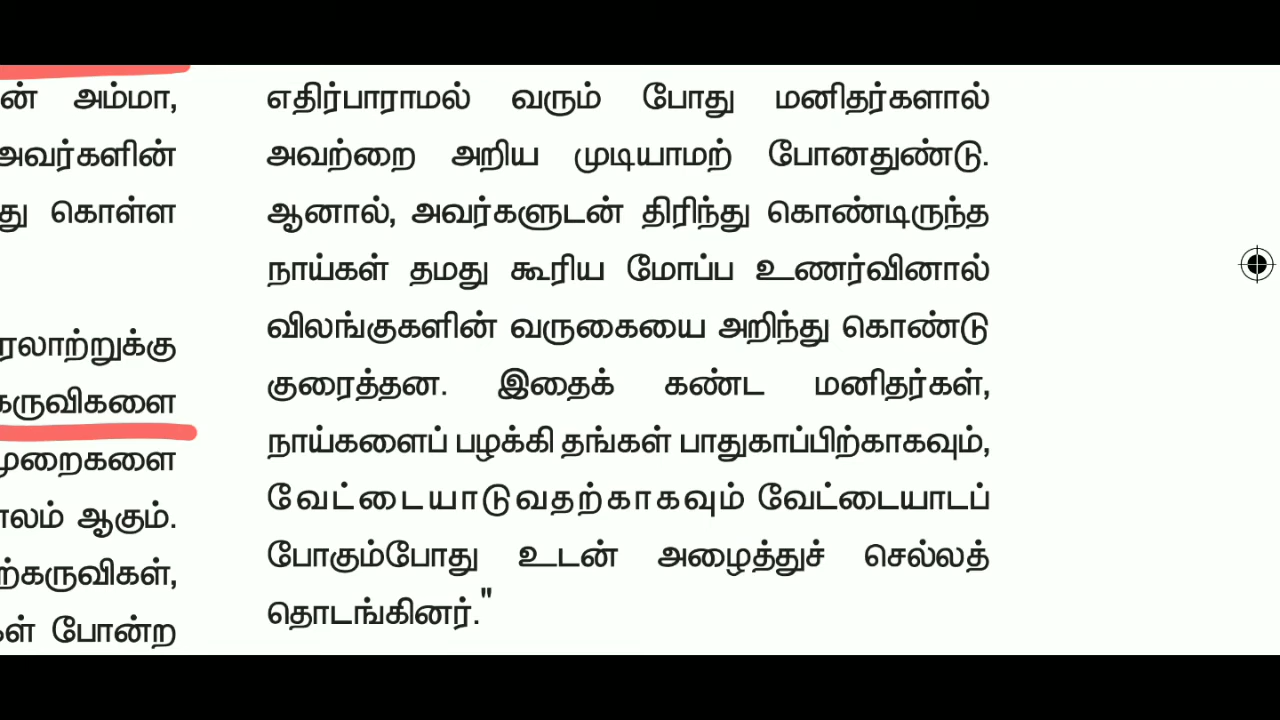 ன் அம்மா,
அவர்களின்
து கொள்ள
ரலாற்றுக்கு
கருவிகளை
முறைகளை
ாலம் ஆகும்.
ற்கருவிகள்,
கள் போன்ற
எதிர்பாராமல் வரும் போது மனிதர்களால்
அவற்றை அறிய முடியாமற் போனதுண்டு.
ஆனால், அவர்களுடன் திரிந்து கொண்டிருந்த
நாய்கள் தமது கூரிய மோப்ப உணர்வினால்
விலங்குகளின் வருகையை அறிந்து கொண்டு
குரைத்தன. இதைக் கண்ட மனிதர்கள்,
நாய்களைப் பழக்கி தங்கள் பாதுகாப்பிற்காகவும்,
வேட்டையாடுவதற்காகவும் வேட்டையாடப்
போகும்போது உடன் அழைத்துச் செல்லத்
தொடங்கினர்."